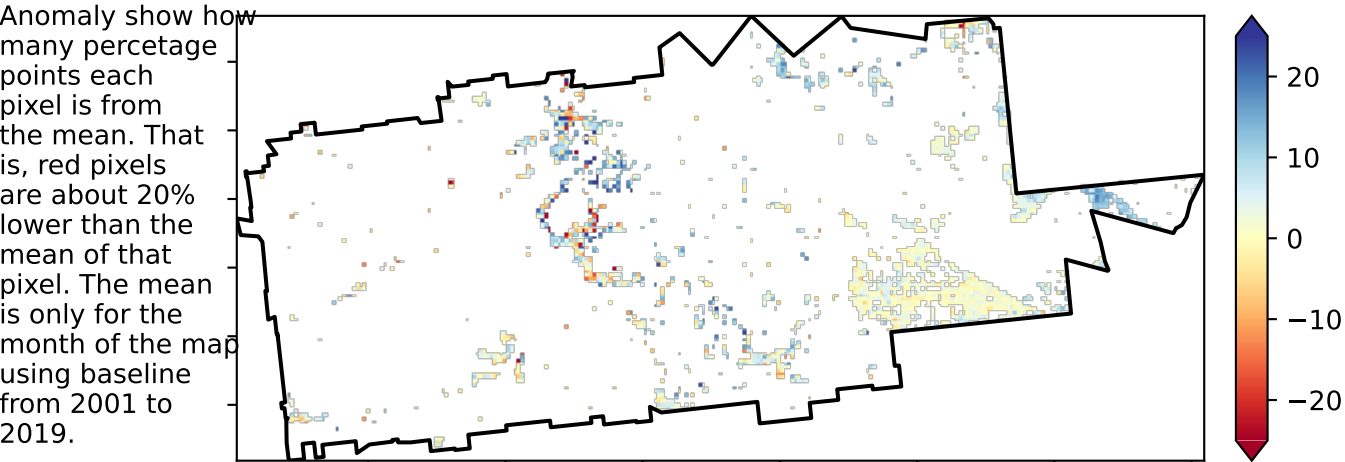 Anomaly show how
many percetage
points each
pixel is from
the mean. That
is, red pixels
are about 20%
lower than the
mean of that
pixel. The mean
is only for the
month of the map
using baseline
from 2001 to
2019.
20
10
0
−10
−20